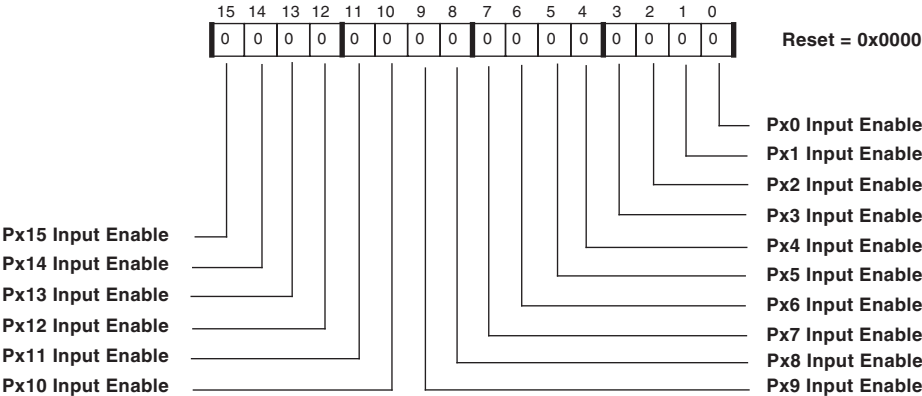 15 14 13 12 11 10 9 8 7 6 5 4 3 2 1 0
0 0 0 0 0 0 0 0 0 0 0 0 0 0 0 0
Reset = 0x0000
Px0 Input Enable
Px1 Input Enable
Px2 Input Enable
Px3 Input Enable
Px4 Input Enable
Px5 Input Enable
Px6 Input Enable
Px7 Input Enable
Px8 Input Enable
Px9 Input Enable
Px15 Input Enable
Px14 Input Enable
Px13 Input Enable
Px12 Input Enable
Px11 Input Enable
Px10 Input Enable